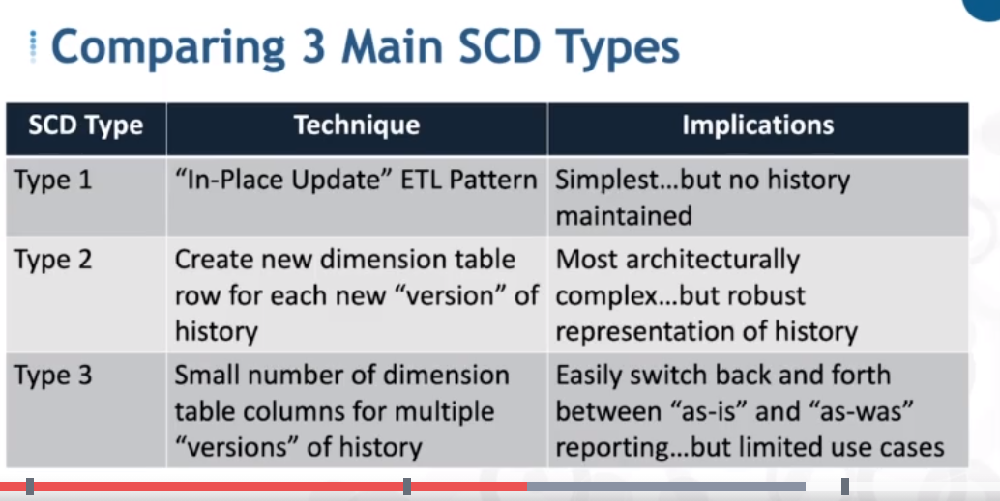 Comparing 3 Main SCD Types
SCD Type
Technique
Implications
Type 1
“In-Place Update” ETL Pattern
Simplest...but no history
maintained
Type 2
Create new dimension table
row for each new “version” of
history
Most architecturally
complex...but robust
representation of history
Type 3
Small number of dimension
table columns for multiple
“versions” of history
Easily switch back and forth
between “as-is” and “as-was”
reporting...but limited use cases